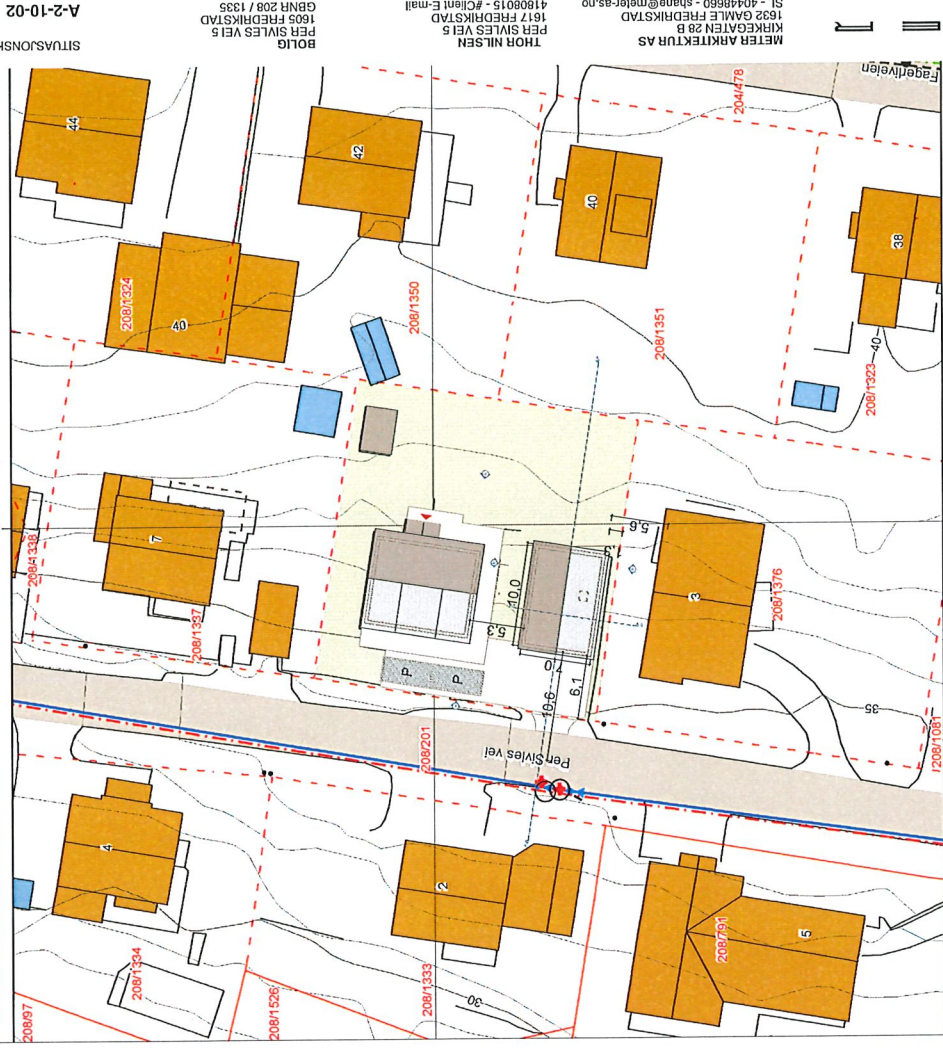 METER ARKITEKTUR AS
KIRKEGATEN 28 B
1632 GAMLE FREDRIKSTAD
SI - 40448660 - shane@meter-as.no
THOR NILSEN
PER SIVLES VEI 5
1617 FREDRIKSTAD
41808015 - #Client E-mail
BOLIG
PER SIVLES VEI 5
1605 FREDRIKSTAD
GBNR 208 / 1335
SITUASJONSK
A-2-10-02
44
42
40
Fagerliveien
204/478
38
208/1324
40
208/1350
208/1351
40
208/1323
208/1338
7
208/1337
10,0
5,3
5,6
7,0
10,6
6,1
3
208/1376
P
P
208/201
Per Sivles vei
35
208/1081
4
2
208/791
5
208/97
208/1334
208/1526
208/1333
30